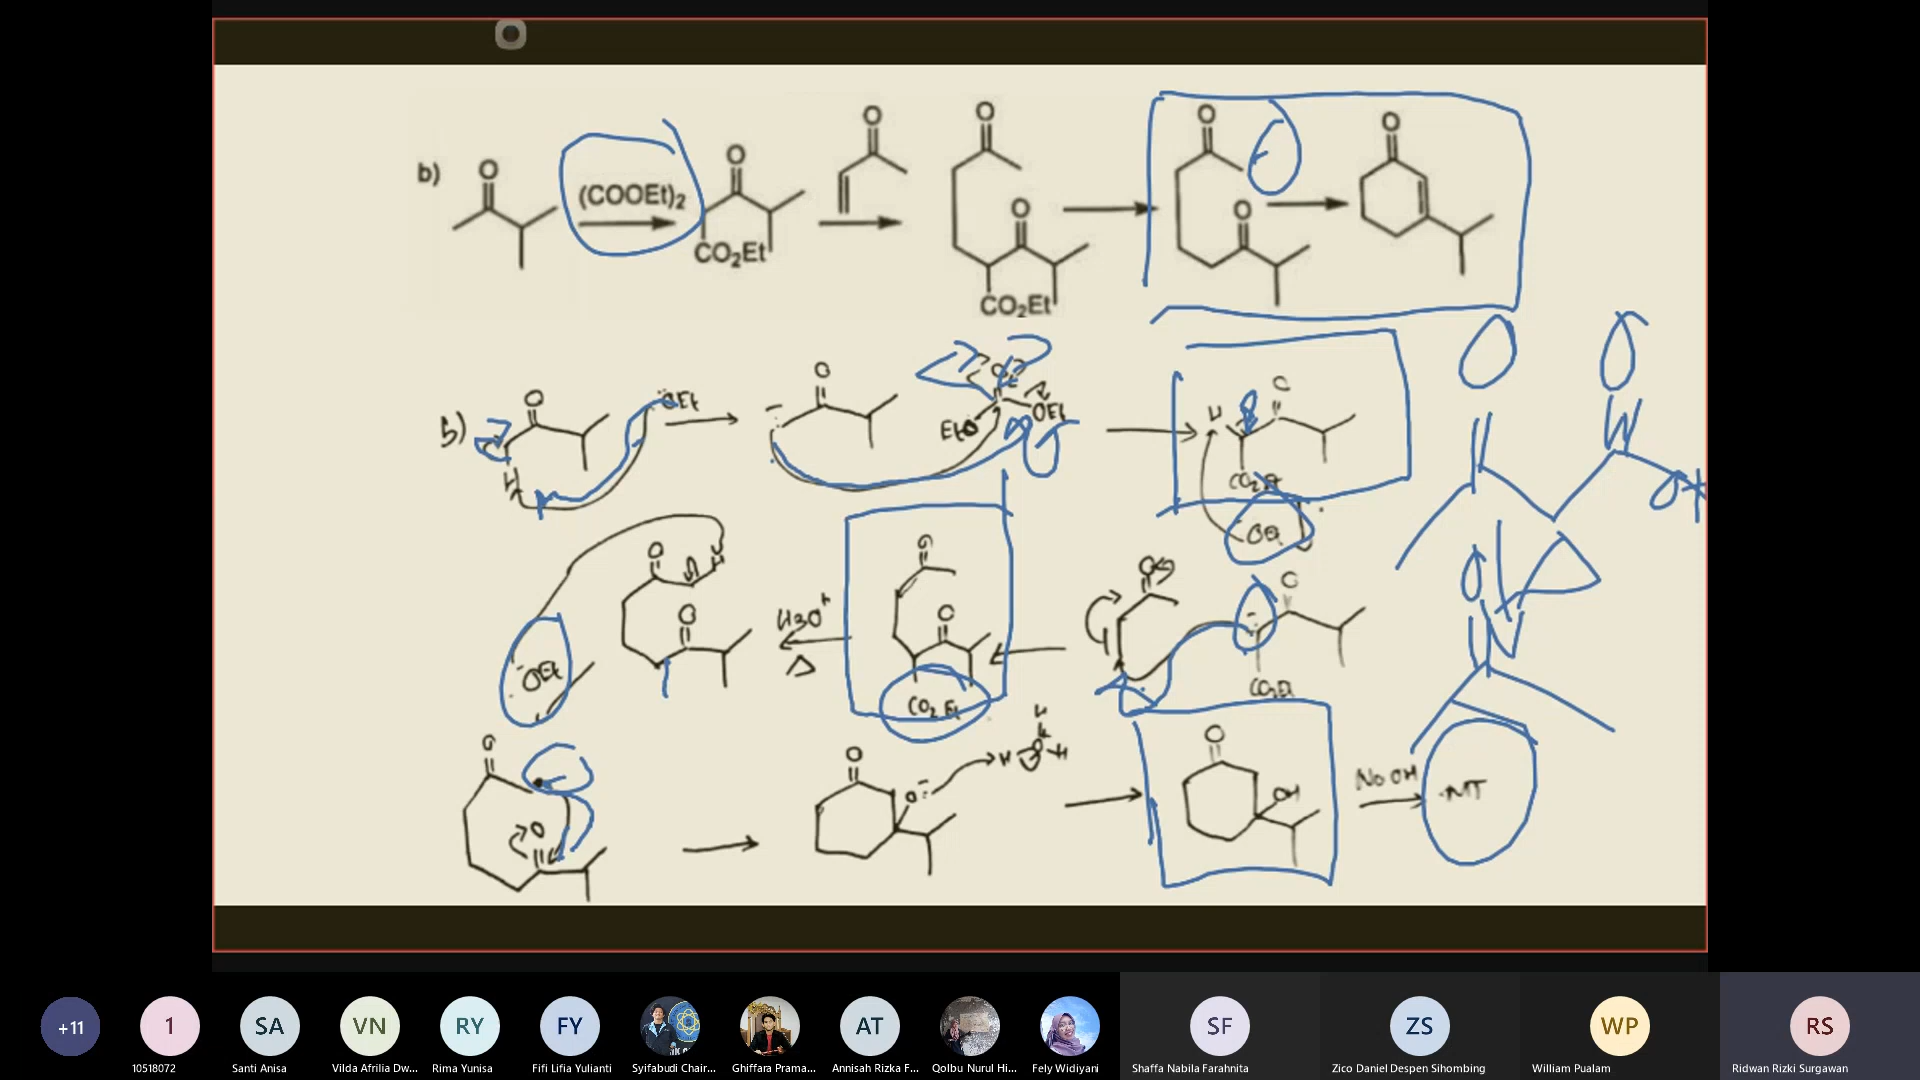 b)
O
(COOEt)₂
O
CO₂Et
O
O
O
CO₂Et
O
O
O
b)
O
H
OEt
O
EtO
OEt
H
O
CO₂Et
OEt
O
O
H
OEt
H₃O⁺
Δ
O
O
CO₂Et
O
O
CO₂Et
O
O
O
O
H
H
H
O
OH
NaOH
MT
+11
1
SA
VN
RY
FY
AT
SF
ZS
WP
RS
10518072
Santi Anisa
Vilda Afrilia Dw...
Rima Yunisa
Fifi Lifia Yulianti
Syifabudi Chair...
Ghiffara Prama...
Annisah Rizka F...
Qolbu Nurul Hi...
Fely Widiyani
Shaffa Nabila Farahnita
Zico Daniel Despen Sihombing
William Pualam
Ridwan Rizki Surgawan